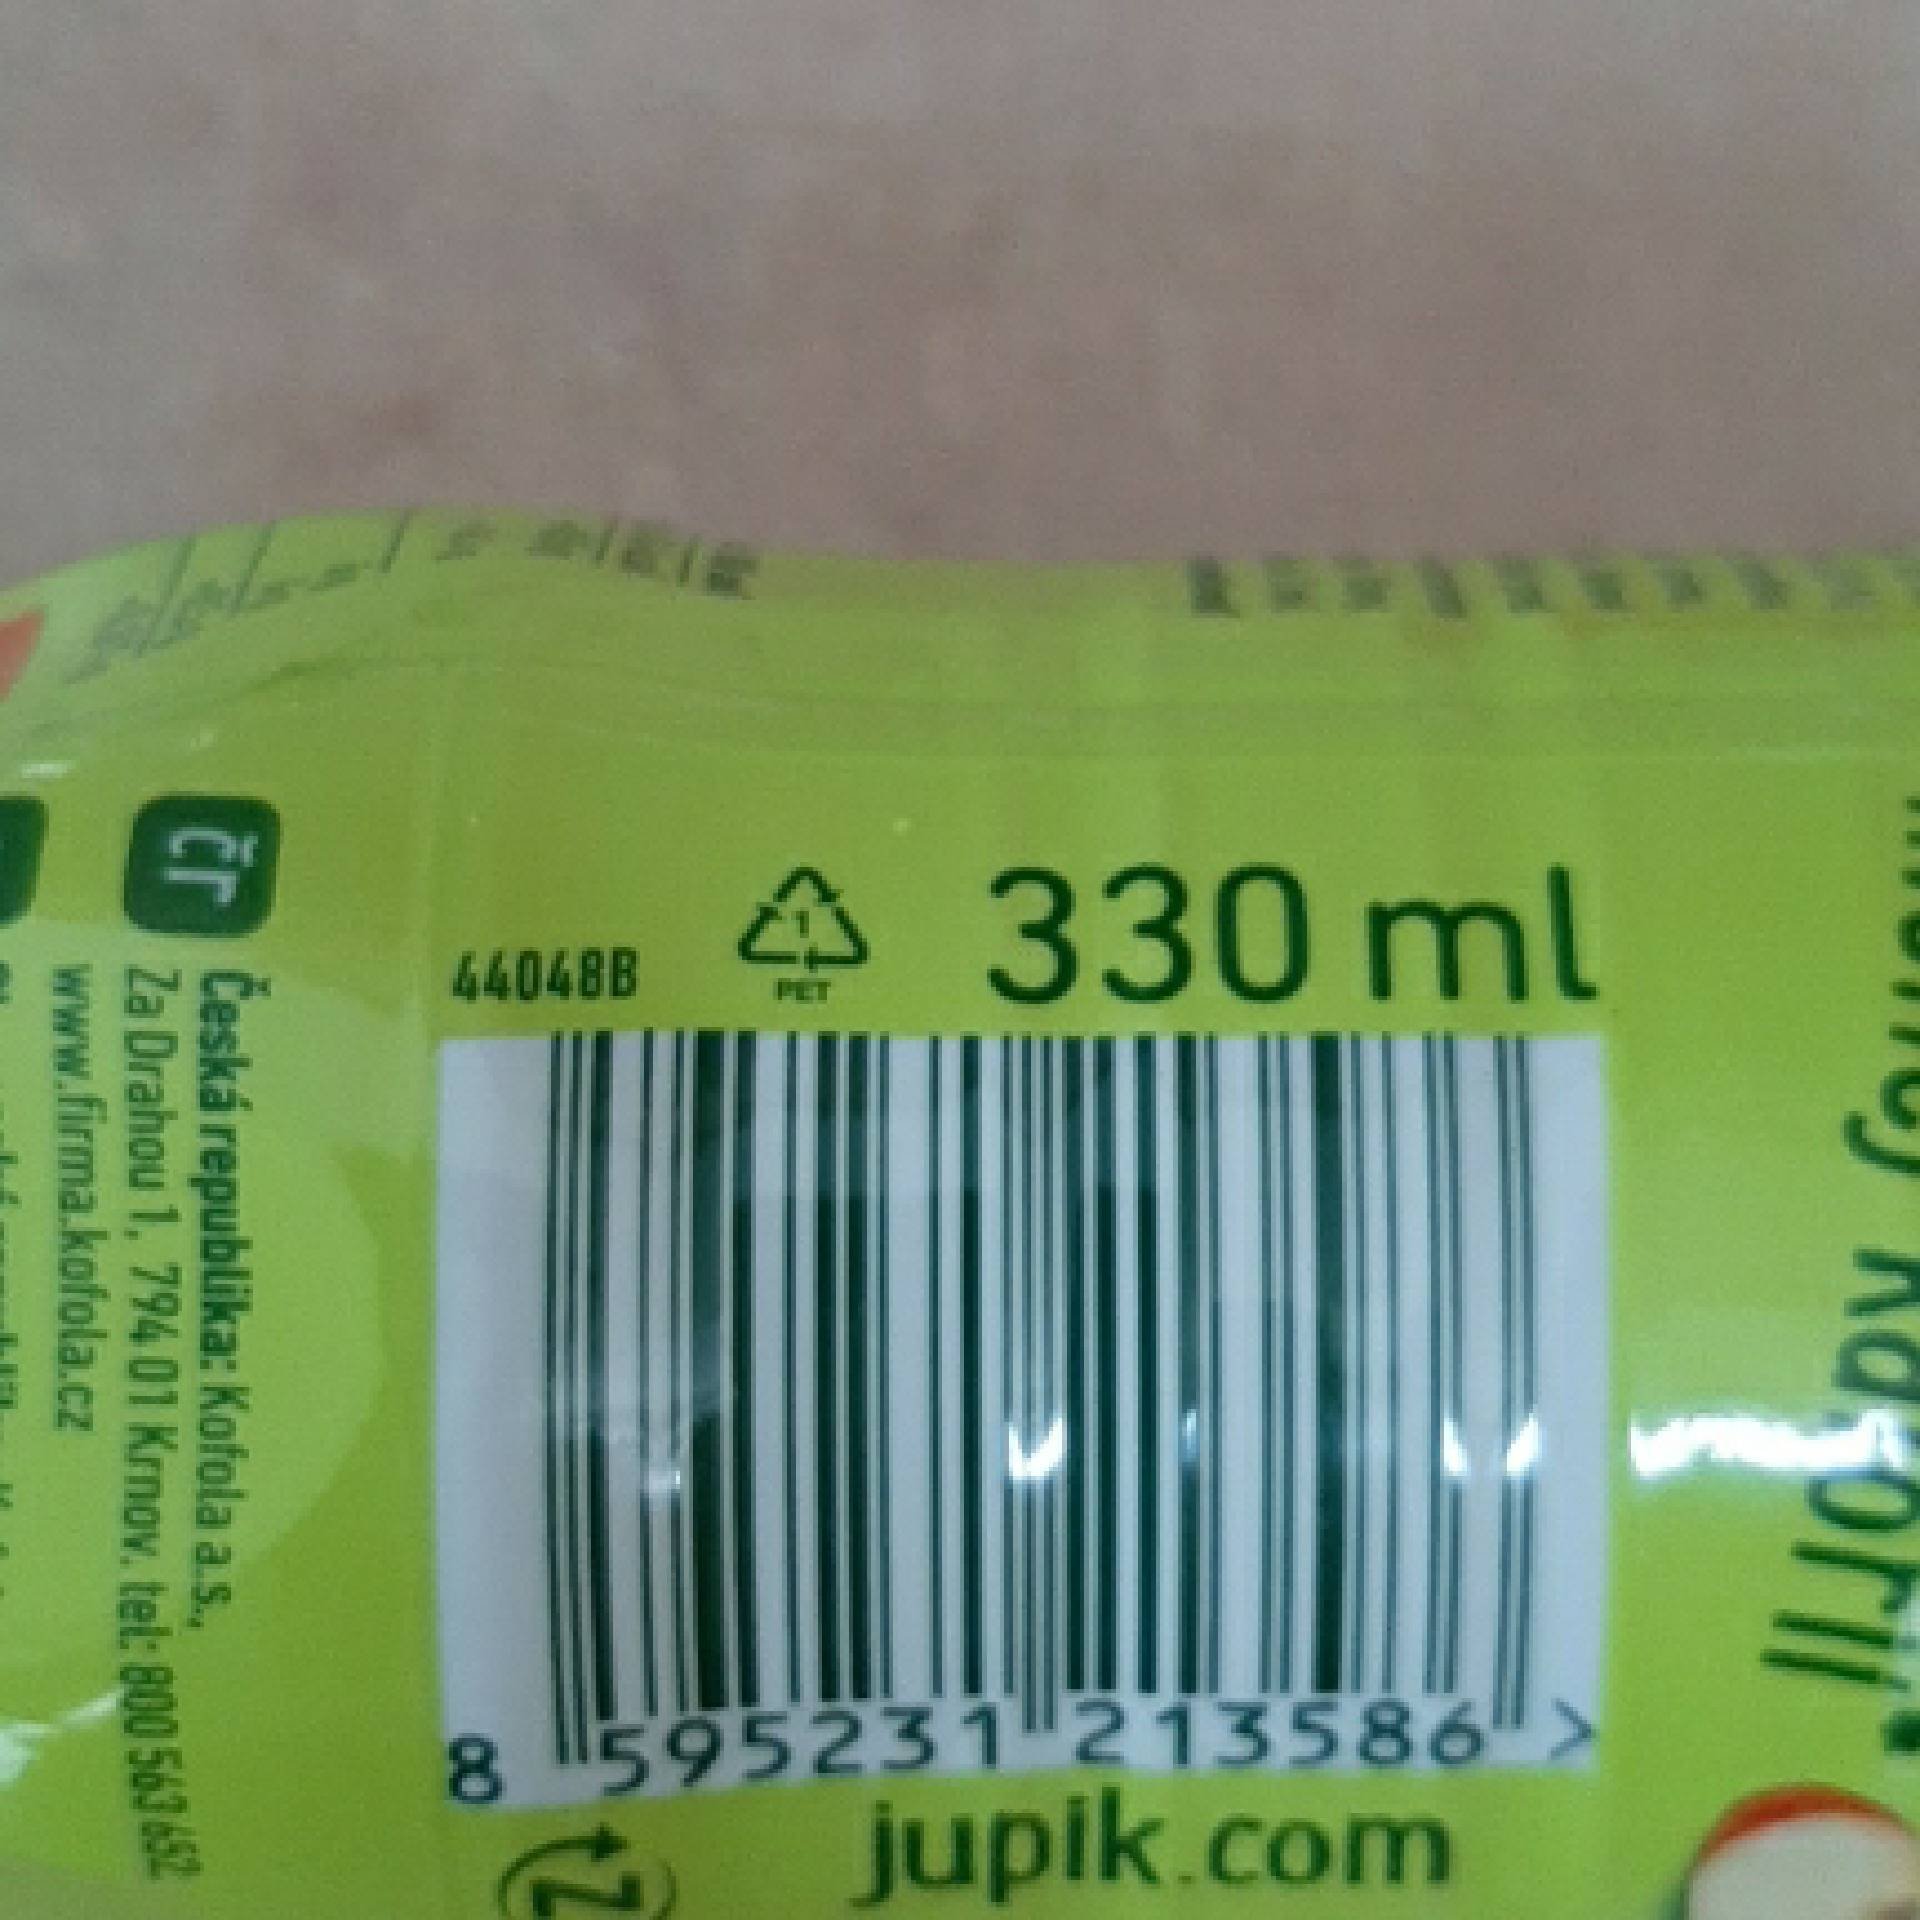 330 ml
44048B
1
PET
8 595231 213586 >
jupik.com
Z
ČR
Česká republika: Kofola a.s.,
Za Drahou 1, 794 01 Krnov. tel.: 800 563 652
www.firma.kofola.cz